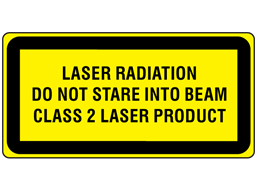 LASER RADIATION
DO NOT STARE INTO BEAM
CLASS 2 LASER PRODUCT